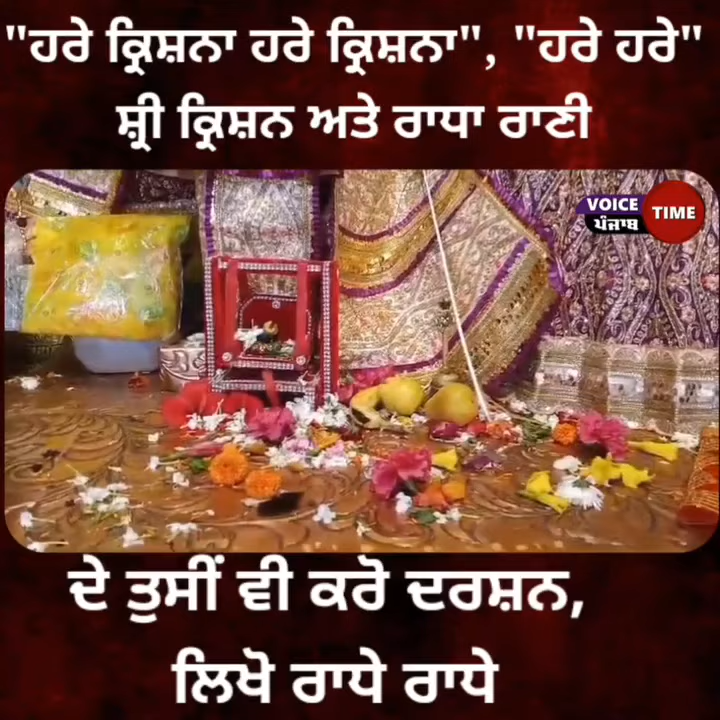 "ਹਰੇ ਕ੍ਰਿਸ਼ਨਾ ਹਰੇ ਕ੍ਰਿਸ਼ਨਾ", "ਹਰੇ ਹਰੇ"
ਸ਼੍ਰੀ ਕ੍ਰਿਸ਼ਨ ਅਤੇ ਰਾਧਾ ਰਾਣੀ
VOICE
ਪੰਜਾਬ
TIME
ਦੇ ਤੁਸੀਂ ਵੀ ਕਰੋ ਦਰਸ਼ਨ,
ਲਿਖੋ ਰਾਧੇ ਰਾਧੇ